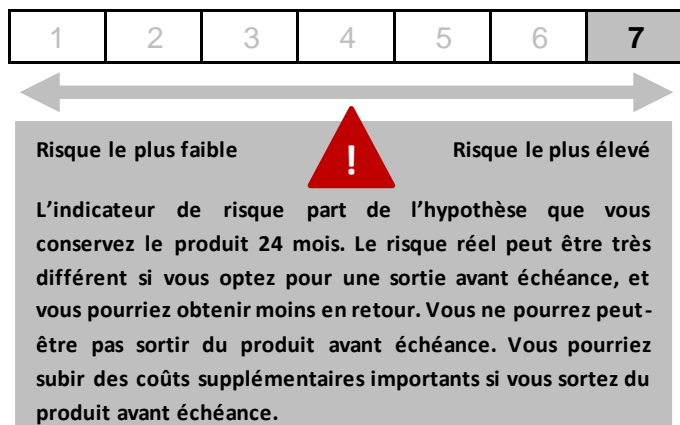 1 2 3 4 5 6 7
!
Risque le plus faible Risque le plus élevé
L’indicateur de risque part de l’hypothèse que vous
conservez le produit 24 mois. Le risque réel peut être très
différent si vous optez pour une sortie avant échéance, et
vous pourriez obtenir moins en retour. Vous ne pourrez peut-
être pas sortir du produit avant échéance. Vous pourriez
subir des coûts supplémentaires importants si vous sortez du
produit avant échéance.